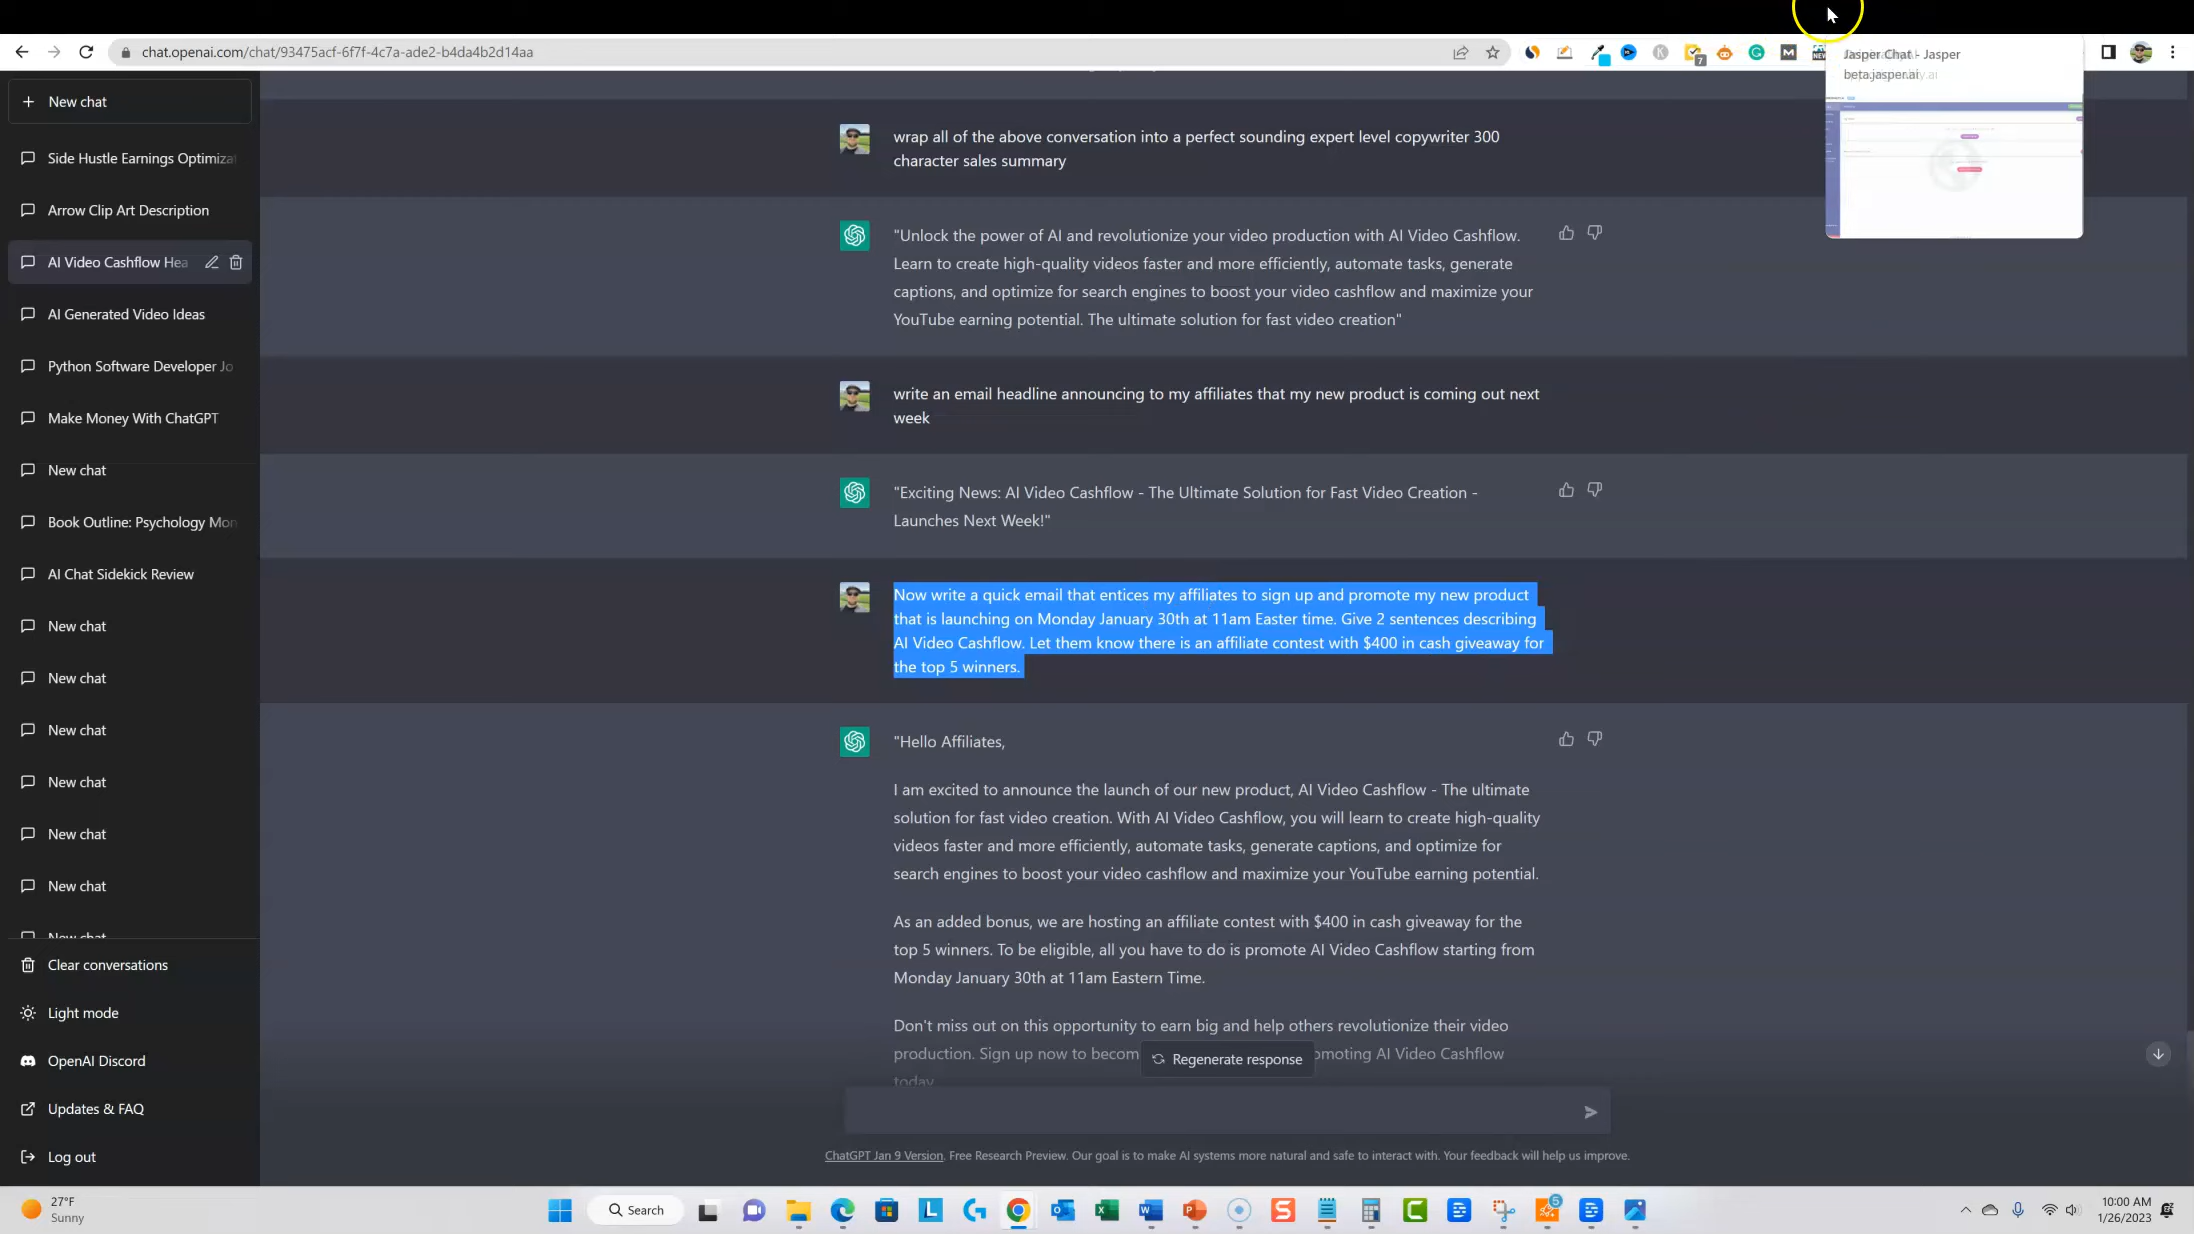 chat.openai.com/chat/93475acf-6f7f-4c7a-ade2-b4da4b2d14aa
7
NEW
Jasper Chat - Jasper
beta.jasper.ai
New chat
Side Hustle Earnings Optimiza
Arrow Clip Art Description
AI Video Cashflow Hea
AI Generated Video Ideas
Python Software Developer Jo
Make Money With ChatGPT
New chat
Book Outline: Psychology Mon
AI Chat Sidekick Review
New chat
New chat
New chat
New chat
New chat
New chat
New chat
Clear conversations
Light mode
OpenAI Discord
Updates & FAQ
Log out
wrap all of the above conversation into a perfect sounding expert level copywriter 300
character sales summary
"Unlock the power of AI and revolutionize your video production with AI Video Cashflow.
Learn to create high-quality videos faster and more efficiently, automate tasks, generate
captions, and optimize for search engines to boost your video cashflow and maximize your
YouTube earning potential. The ultimate solution for fast video creation"
write an email headline announcing to my affiliates that my new product is coming out next
week
"Exciting News: AI Video Cashflow - The Ultimate Solution for Fast Video Creation -
Launches Next Week!"
Now write a quick email that entices my affiliates to sign up and promote my new product
that is launching on Monday January 30th at 11am Easter time. Give 2 sentences describing
AI Video Cashflow. Let them know there is an affiliate contest with $400 in cash giveaway for
the top 5 winners.
"Hello Affiliates,
I am excited to announce the launch of our new product, AI Video Cashflow - The ultimate
solution for fast video creation. With AI Video Cashflow, you will learn to create high-quality
videos faster and more efficiently, automate tasks, generate captions, and optimize for
search engines to boost your video cashflow and maximize your YouTube earning potential.
As an added bonus, we are hosting an affiliate contest with $400 in cash giveaway for the
top 5 winners. To be eligible, all you have to do is promote AI Video Cashflow starting from
Monday January 30th at 11am Eastern Time.
Don't miss out on this opportunity to earn big and help others revolutionize their video
production. Sign up now to becom omoting AI Video Cashflow
today
Regenerate response
ChatGPT Jan 9 Version. Free Research Preview. Our goal is to make AI systems more natural and safe to interact with. Your feedback will help us improve.
27°F
Sunny
Search
5
10:00 AM
1/26/2023